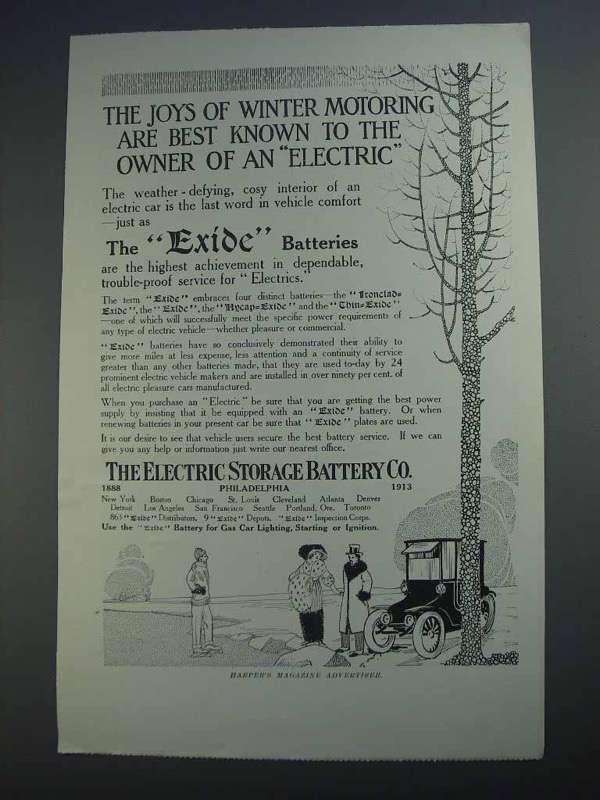 THE JOYS OF WINTER MOTORING
ARE BEST KNOWN TO THE
OWNER OF AN "ELECTRIC"
The weather-defying, cosy interior of an
electric car is the last word in vehicle comfort
—just as
The "Exide" Batteries
are the highest achievement in dependable,
trouble-proof service for "Electrics."
The term "Exide" embraces four distinct batteries—the "Ironclad-
Exide", the "Exide", the "Hycap-Exide" and the "Thin-Exide"
—one of which will successfully meet the specific power requirements of
any type of electric vehicle—whether pleasure or commercial.
"Exide" batteries have so conclusively demonstrated their ability to
give more miles at less expense, less attention and a continuity of service
greater than any other batteries made, that they are used to-day by 24
prominent electric vehicle makers and are installed in over ninety per cent. of
all electric pleasure cars manufactured.
When you purchase an "Electric" be sure that you are getting the best power
supply by insisting that it be equipped with an "Exide" battery. Or when
renewing batteries in your present car be sure that "Exide" plates are used.
It is our desire to see that vehicle users secure the best battery service. If we can
give you any help or information just write our nearest office.
THE ELECTRIC STORAGE BATTERY CO.
1888 PHILADELPHIA 1913
New York Boston Chicago St. Louis Cleveland Atlanta Denver
Detroit Los Angeles San Francisco Seattle Portland, Ore. Toronto
865 "Exide" Distributors. 9 "Exide" Depots. "Exide" Inspection Corps.
Use the "Exide" Battery for Gas Car Lighting, Starting or Ignition.
HARPER'S MAGAZINE ADVERTISER.